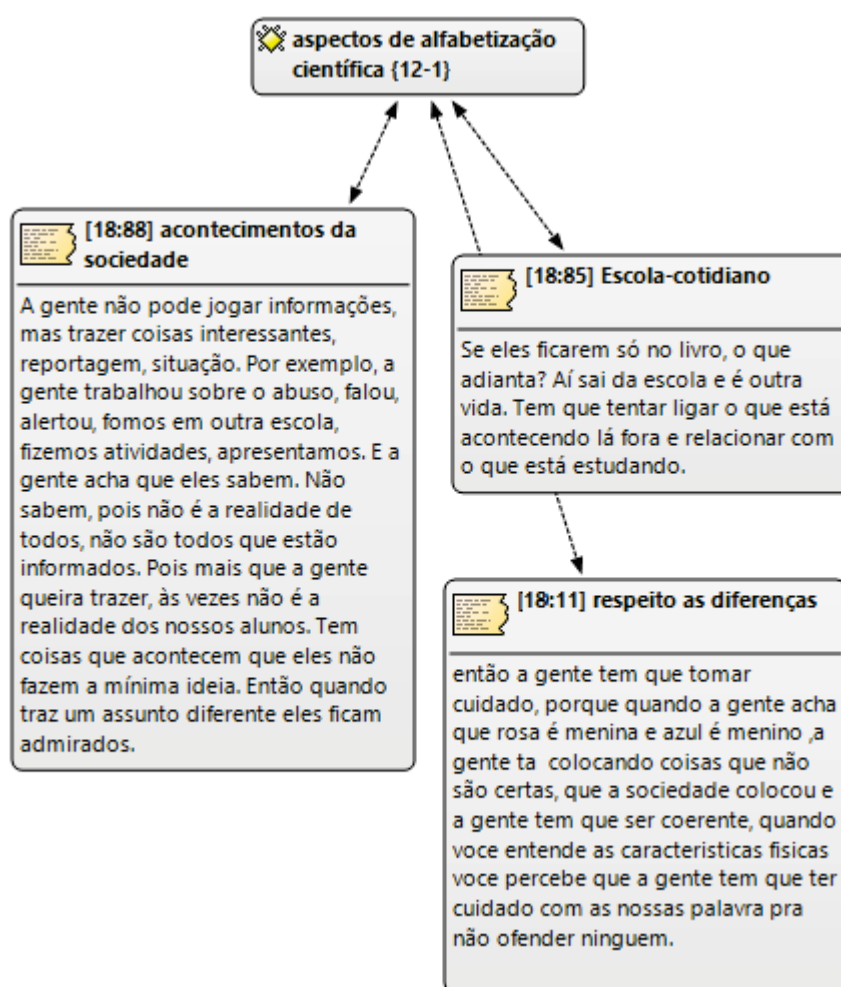 aspectos de alfabetização
científica {12-1}
[18:88] acontecimentos da
sociedade
A gente não pode jogar informações,
mas trazer coisas interessantes,
reportagem, situação. Por exemplo, a
gente trabalhou sobre o abuso, falou,
alertou, fomos em outra escola,
fizemos atividades, apresentamos. E a
gente acha que eles sabem. Não
sabem, pois não é a realidade de
todos, não são todos que estão
informados. Pois mais que a gente
queira trazer, às vezes não é a
realidade dos nossos alunos. Tem
coisas que acontecem que eles não
fazem a mínima ideia. Então quando
traz um assunto diferente eles ficam
admirados.
[18:85] Escola-cotidiano
Se eles ficarem só no livro, o que
adianta? Aí sai da escola e é outra
vida. Tem que tentar ligar o que está
acontecendo lá fora e relacionar com
o que está estudando.
[18:11] respeito as diferenças
então a gente tem que tomar
cuidado, porque quando a gente acha
que rosa é menina e azul é menino ,a
gente ta  colocando coisas que não
são certas, que a sociedade colocou e
a gente tem que ser coerente, quando
voce entende as caracteristicas fisicas
voce percebe que a gente tem que ter
cuidado com as nossas palavra pra
não ofender ninguem.